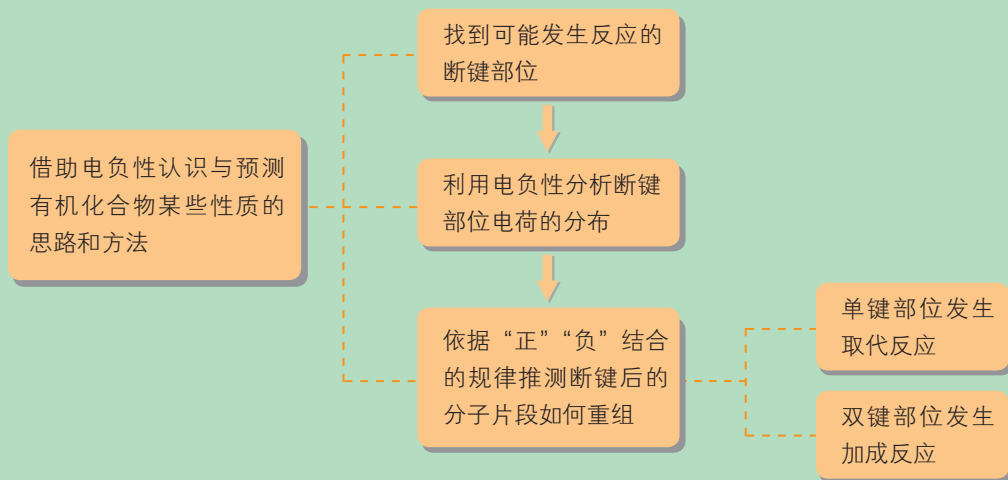 找到可能发生反应的
断键部位
借助电负性认识与预测
有机化合物某些性质的
思路和方法
利用电负性分析断键
部位电荷的分布
依据“正”“负”结合
的规律推测断键后的
分子片段如何重组
单键部位发生
取代反应
双键部位发生
加成反应